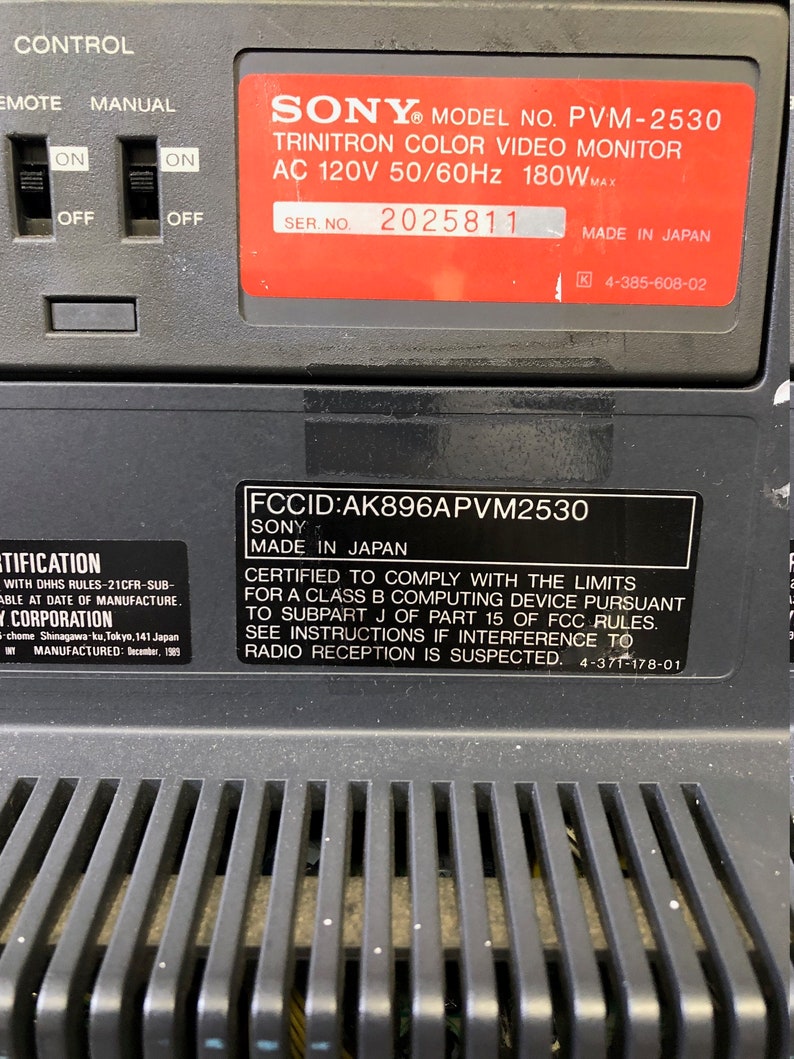 CONTROL
EMOTE MANUAL
ON ON
OFF OFF
SONY® MODEL NO. PVM-2530
TRINITRON COLOR VIDEO MONITOR
AC 120V 50/60Hz 180W MAX
SER. NO. 2025811
MADE IN JAPAN
K 4-385-608-02
FCCID:AK896APVM2530
SONY
MADE IN JAPAN
CERTIFIED TO COMPLY WITH THE LIMITS
FOR A CLASS B COMPUTING DEVICE PURSUANT
TO SUBPART J OF PART 15 OF FCC RULES.
SEE INSTRUCTIONS IF INTERFERENCE TO
RADIO RECEPTION IS SUSPECTED. 4-371-178-01
RTIFICATION
WITH DHHS RULES-21CFR-SUB-
ABLE AT DATE OF MANUFACTURE.
Y CORPORATION
-chome Shinagawa-ku, Tokyo, 141 Japan
INY MANUFACTURED: December, 1989